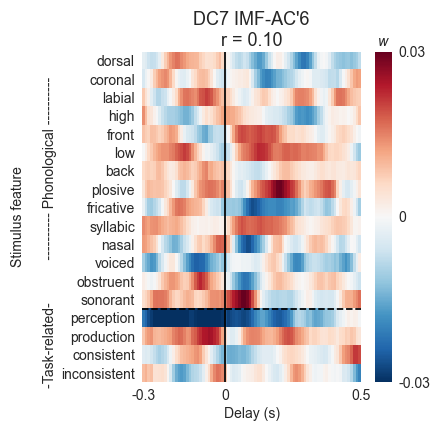 DC7 IMF-AC'6
r = 0.10
w
dorsal
coronal
labial
high
front
low
back
plosive
fricative
syllabic
nasal
voiced
obstruent
sonorant
perception
production
consistent
inconsistent
Stimulus feature
-Task-related- ---------- Phonological ----------
0.03
0
-0.03
-0.3 0 0.5
Delay (s)